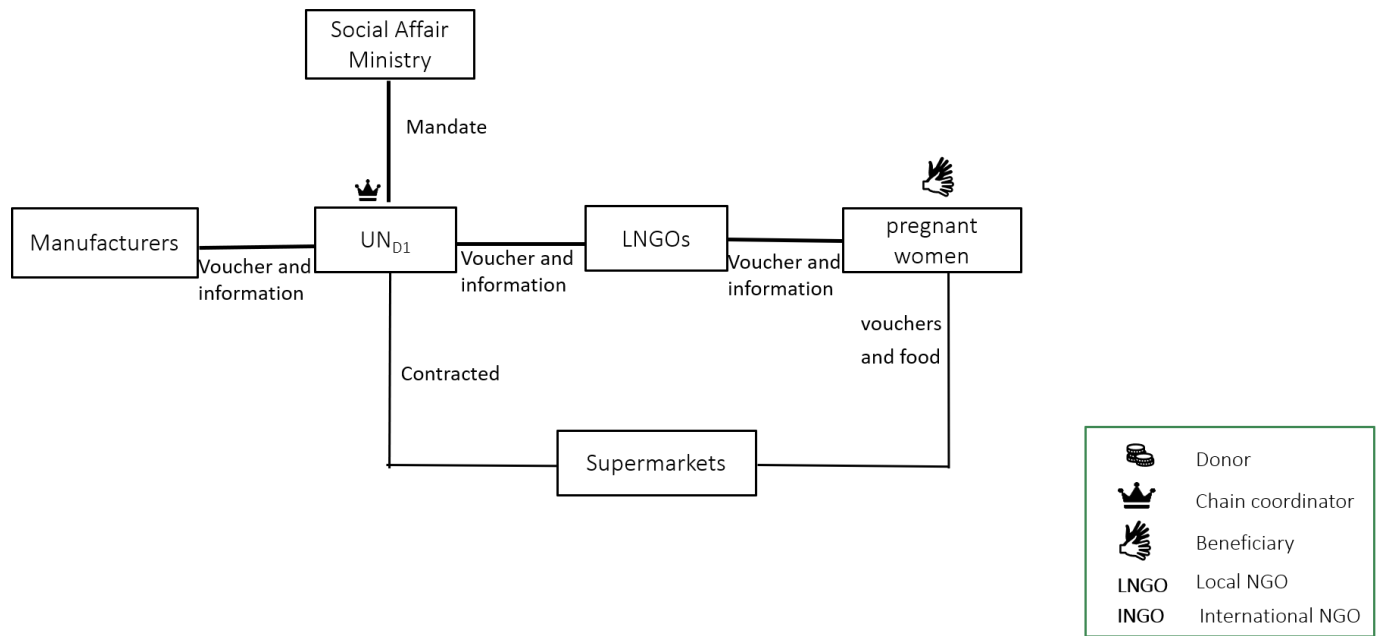 Social Affair
Ministry
Mandate
Manufacturers
Voucher and
information
UND1
Voucher and
information
LNGOs
Voucher and
information
pregnant
women
vouchers
and food
Contracted
Supermarkets
Donor
Chain coordinator
Beneficiary
LNGO Local NGO
INGO International NGO